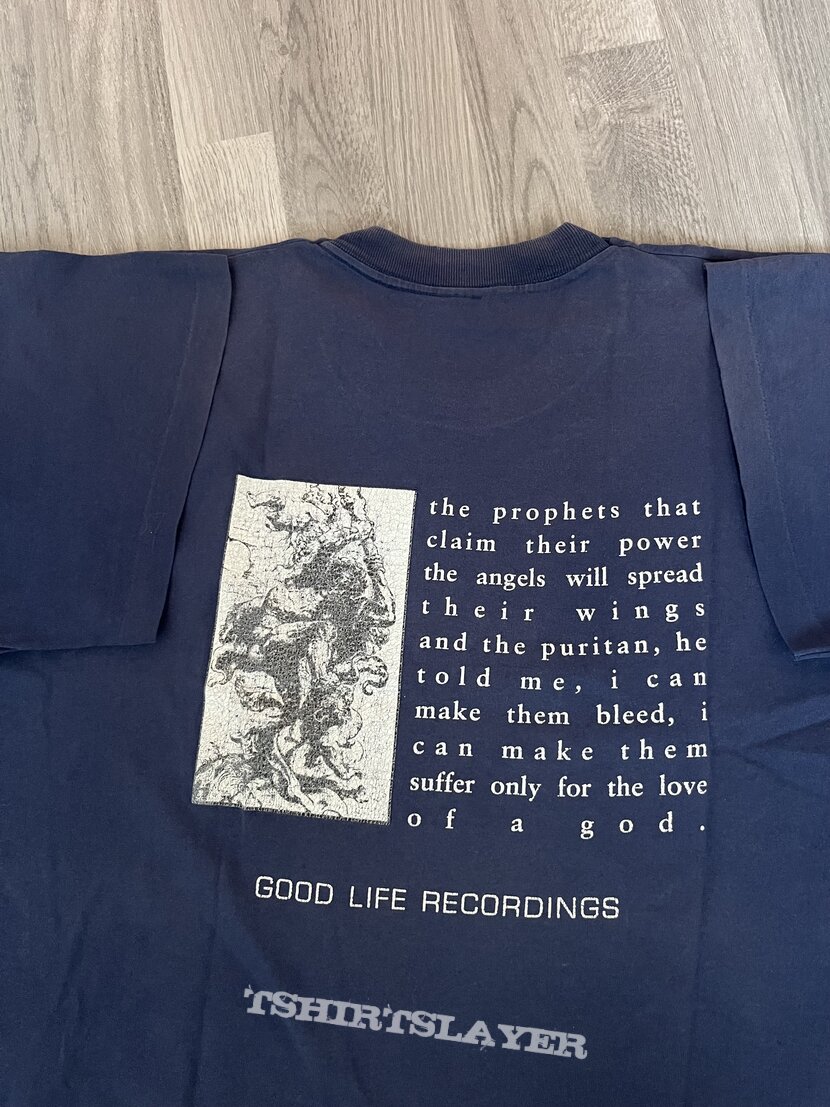 the prophets that
claim their power
the angels will spread
their wings
and the puritan, he
told me, i can
make them bleed, i
can make them
suffer only for the love
of a god.
GOOD LIFE RECORDINGS
TSHIRTSLAYER